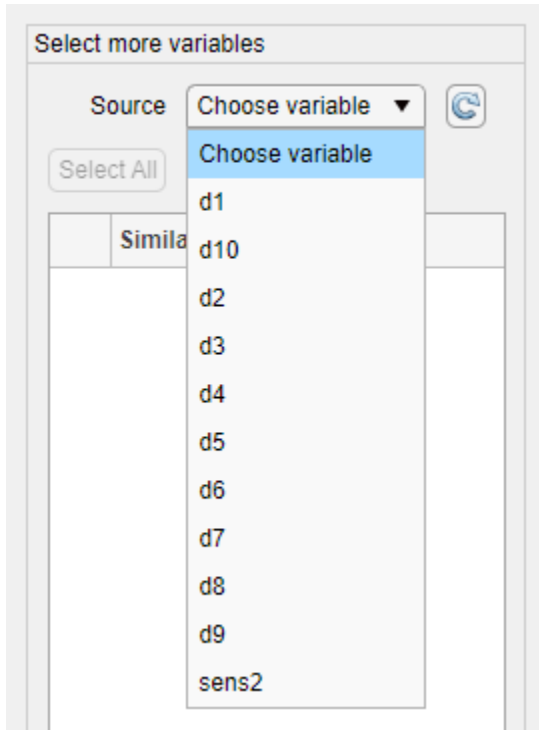 Select more variables
Source Choose variable
Choose variable
Select All
d1
Simila
d10
d2
d3
d4
d5
d6
d7
d8
d9
sens2